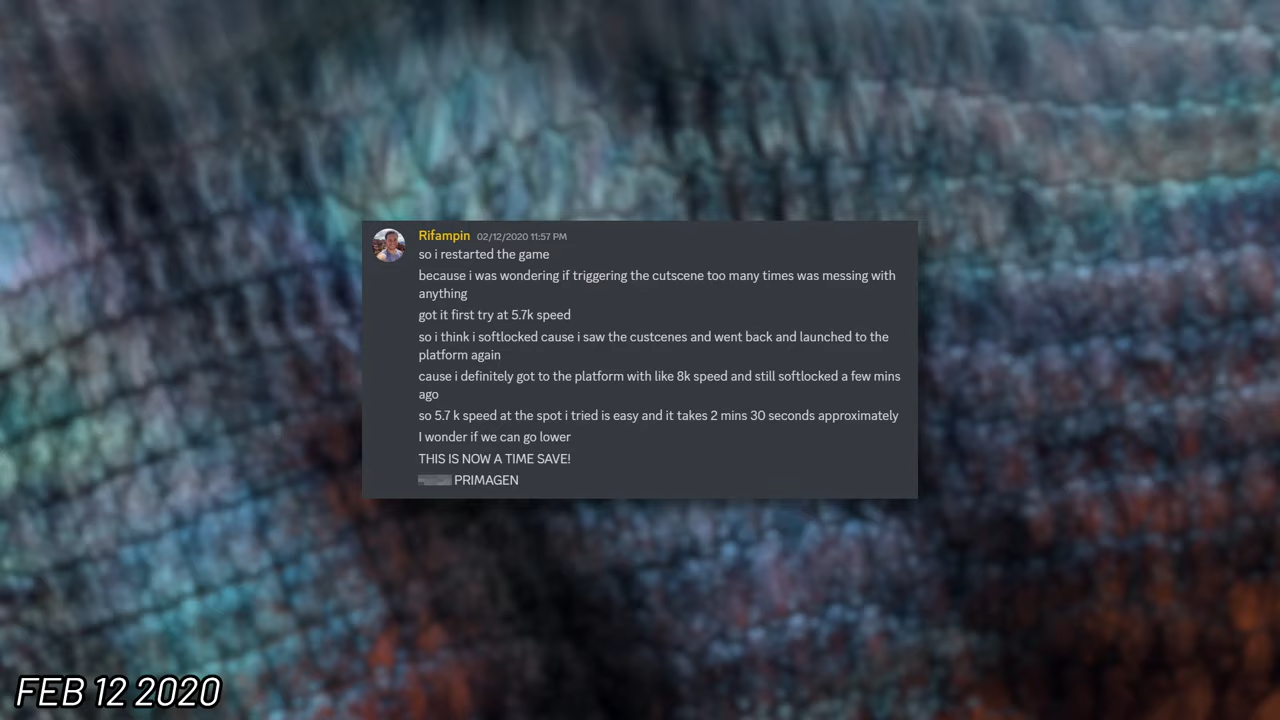 Rifampin 02/12/2020 11:57 PM
so i restarted the game
because i was wondering if triggering the cutscene too many times was messing with
anything
got it first try at 5.7k speed
so i think i softlocked cause i saw the custcenes and went back and launched to the
platform again
cause i definitely got to the platform with like 8k speed and still softlocked a few mins
ago
so 5.7 k speed at the spot i tried is easy and it takes 2 mins 30 seconds approximately
I wonder if we can go lower
THIS IS NOW A TIME SAVE!
PRIMAGEN
FEB 12 2020